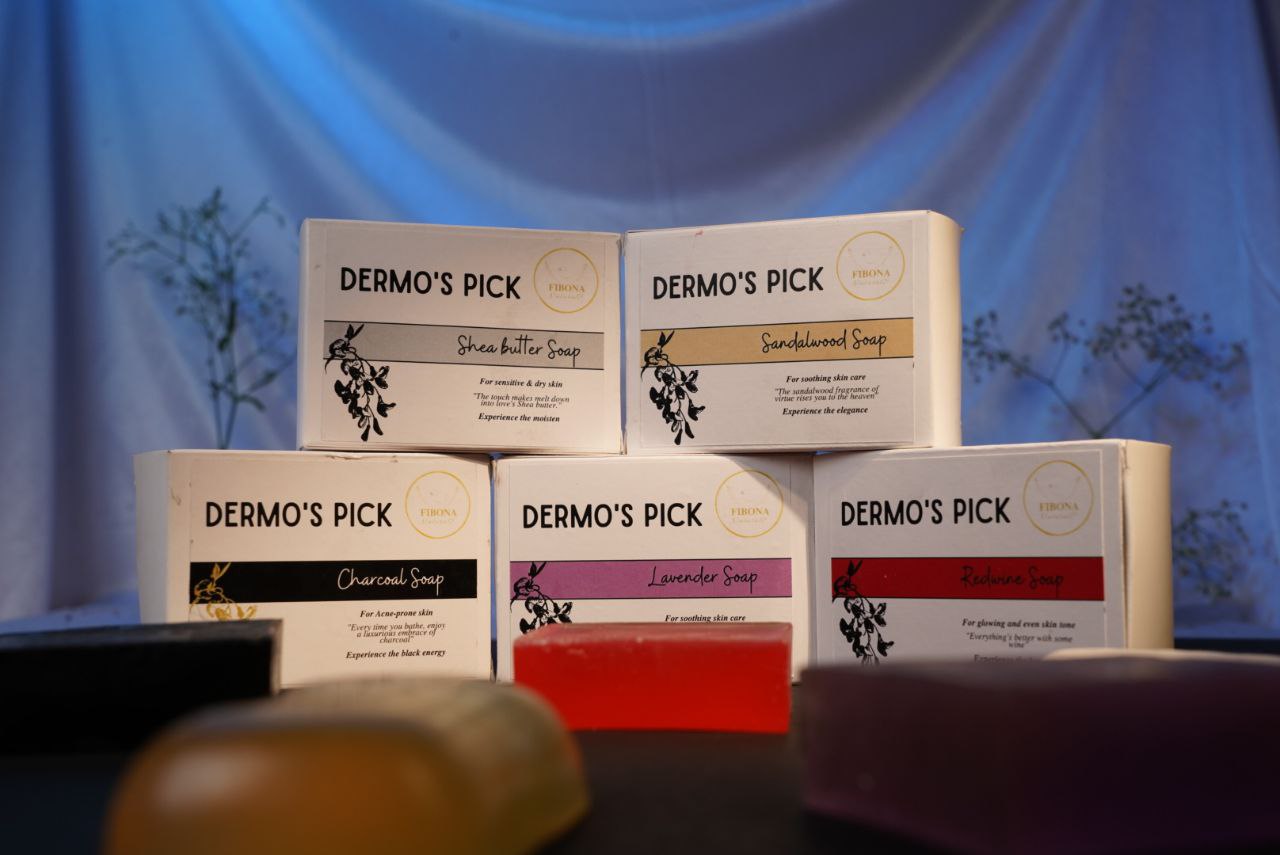 DERMO'S PICK
FIBONA
Shea butter Soap
For sensitive & dry skin
"The touch makes melt down
into love's Shea butter."
Experience the moisten
DERMO'S PICK
FIBONA
Sandalwood Soap
For soothing skin care
"The sandalwood fragrance of
virtue rises you to the heaven"
Experience the elegance
DERMO'S PICK
FIBONA
Charcoal Soap
For Acne-prone skin
"Every time you bathe, enjoy
a luxurious embrace of
charcoal"
Experience the black energy
DERMO'S PICK
FIBONA
Lavender Soap
For soothing skin care
DERMO'S PICK
FIBONA
Redwine Soap
For glowing and even skin tone
"Everything's better with some
wine"